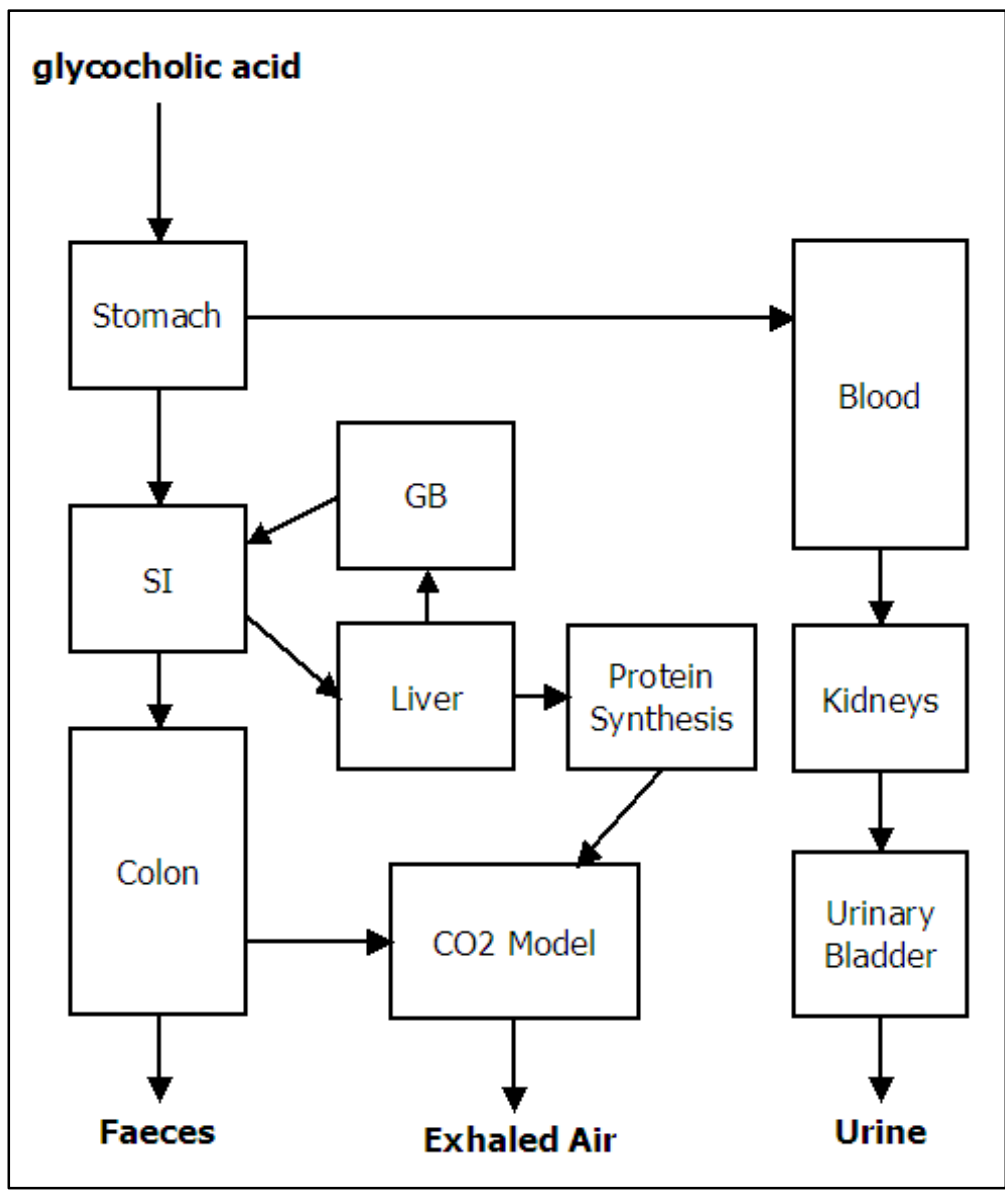 glycocholic acid
Stomach
Blood
GB
SI
Liver
Protein
Synthesis
Kidneys
Colon
CO2 Model
Urinary
Bladder
Faeces
Exhaled Air
Urine